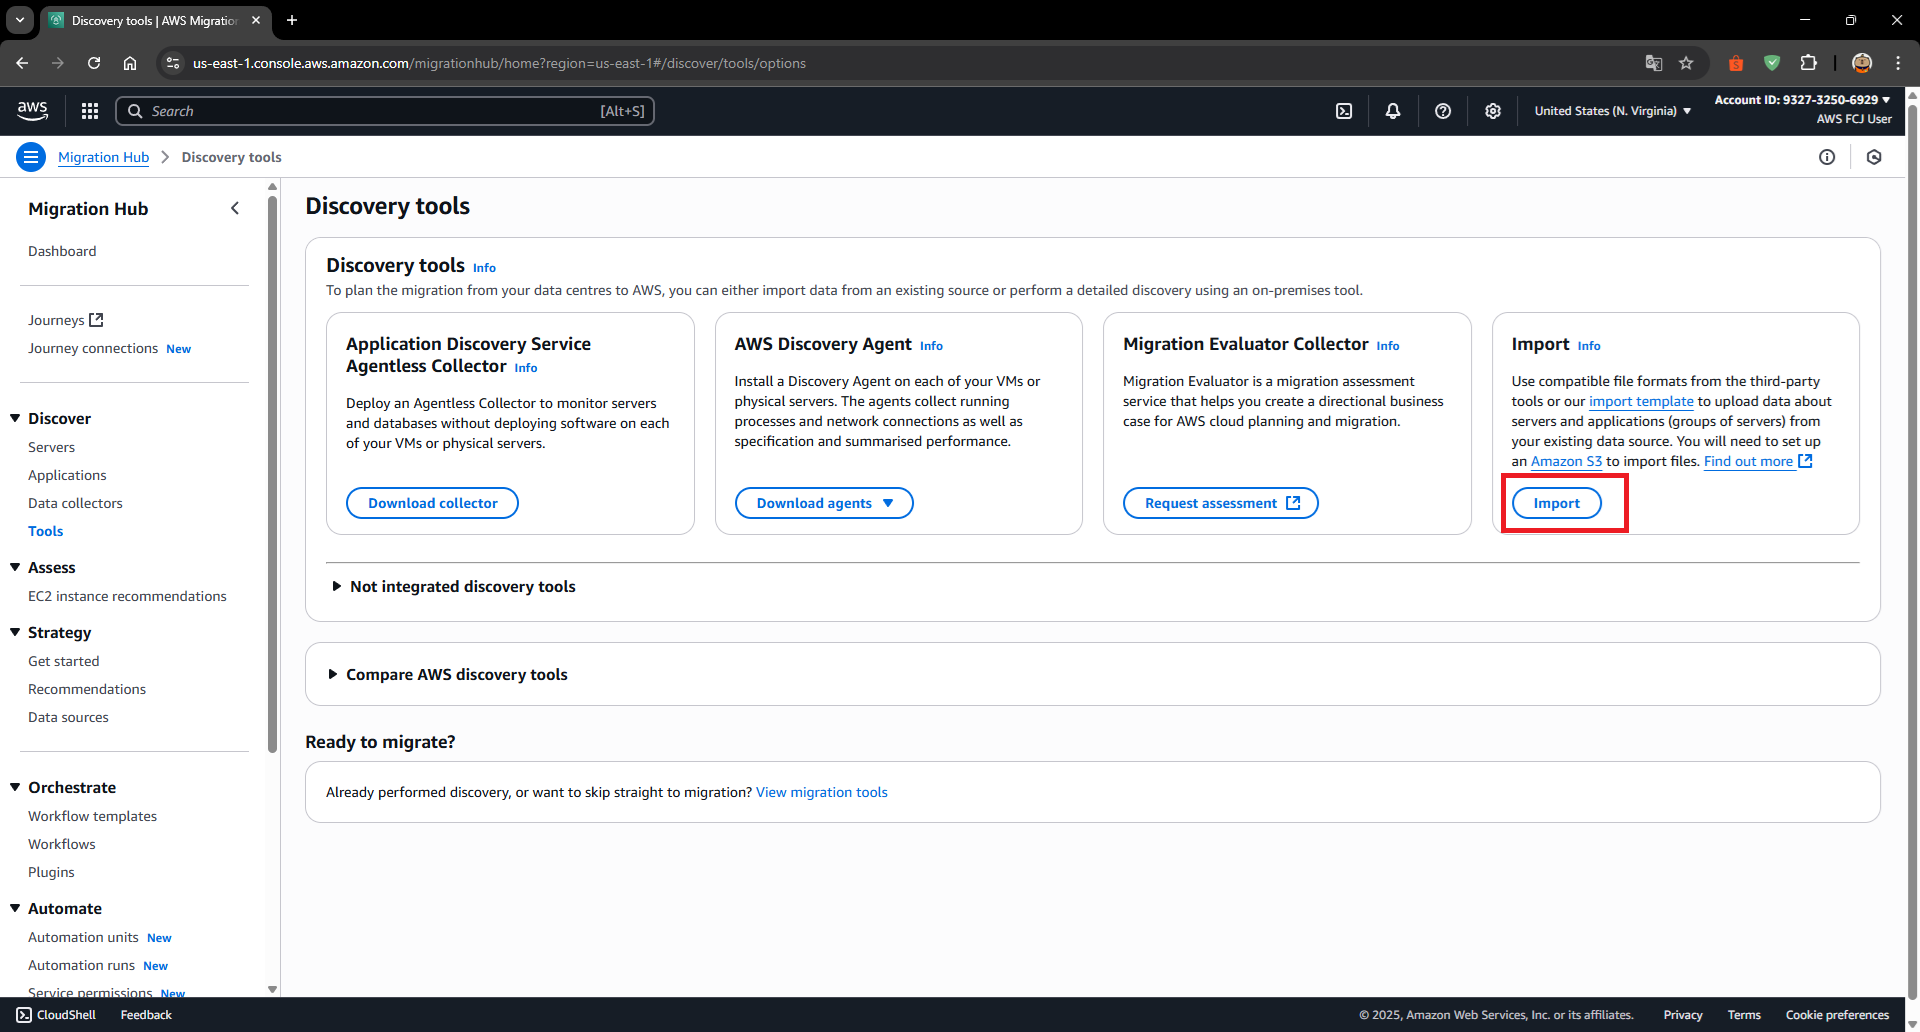 Discovery tools | AWS Migratio
us-east-1.console.aws.amazon.com/migrationhub/home?region=us-east-1#/discover/tools/options
aws
Search
[Alt+S]
United States (N. Virginia)
Account ID: 9327-3250-6929
AWS FCJ User
Migration Hub
Discovery tools
Migration Hub
Dashboard
Journeys
Journey connections New
Discover
Servers
Applications
Data collectors
Tools
Assess
EC2 instance recommendations
Strategy
Get started
Recommendations
Data sources
Orchestrate
Workflow templates
Workflows
Plugins
Automate
Automation units New
Automation runs New
Service permissions New
Discovery tools
Discovery tools Info
To plan the migration from your data centres to AWS, you can either import data from an existing source or perform a detailed discovery using an on-premises tool.
Application Discovery Service
Agentless Collector Info
Deploy an Agentless Collector to monitor servers
and databases without deploying software on each
of your VMs or physical servers.
Download collector
AWS Discovery Agent Info
Install a Discovery Agent on each of your VMs or
physical servers. The agents collect running
processes and network connections as well as
specification and summarised performance.
Download agents
Migration Evaluator Collector Info
Migration Evaluator is a migration assessment
service that helps you create a directional business
case for AWS cloud planning and migration.
Request assessment
Import Info
Use compatible file formats from the third-party
tools or our import template to upload data about
servers and applications (groups of servers) from
your existing data source. You will need to set up
an Amazon S3 to import files. Find out more
Import
Not integrated discovery tools
Compare AWS discovery tools
Ready to migrate?
Already performed discovery, or want to skip straight to migration? View migration tools
CloudShell
Feedback
© 2025, Amazon Web Services, Inc. or its affiliates.
Privacy
Terms
Cookie preferences